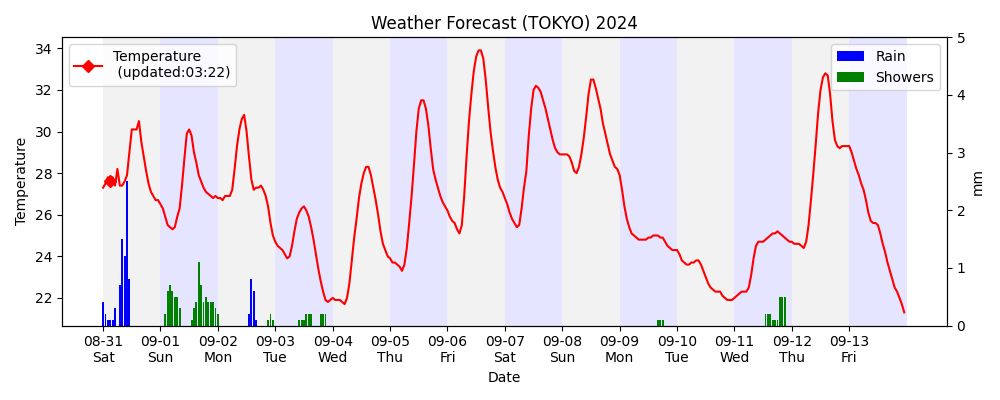 Weather Forecast (TOKYO) 2024
Temperature
(updated:03:22)
Rain
Showers
34
32
30
28
26
24
22
Temperature
5
4
3
2
1
0
mm
08-31 09-01 09-02 09-03 09-04 09-05 09-06 09-07 09-08 09-09 09-10 09-11 09-12 09-13
Sat Sun Mon Tue Wed Thu Fri Sat Sun Mon Tue Wed Thu Fri
Date